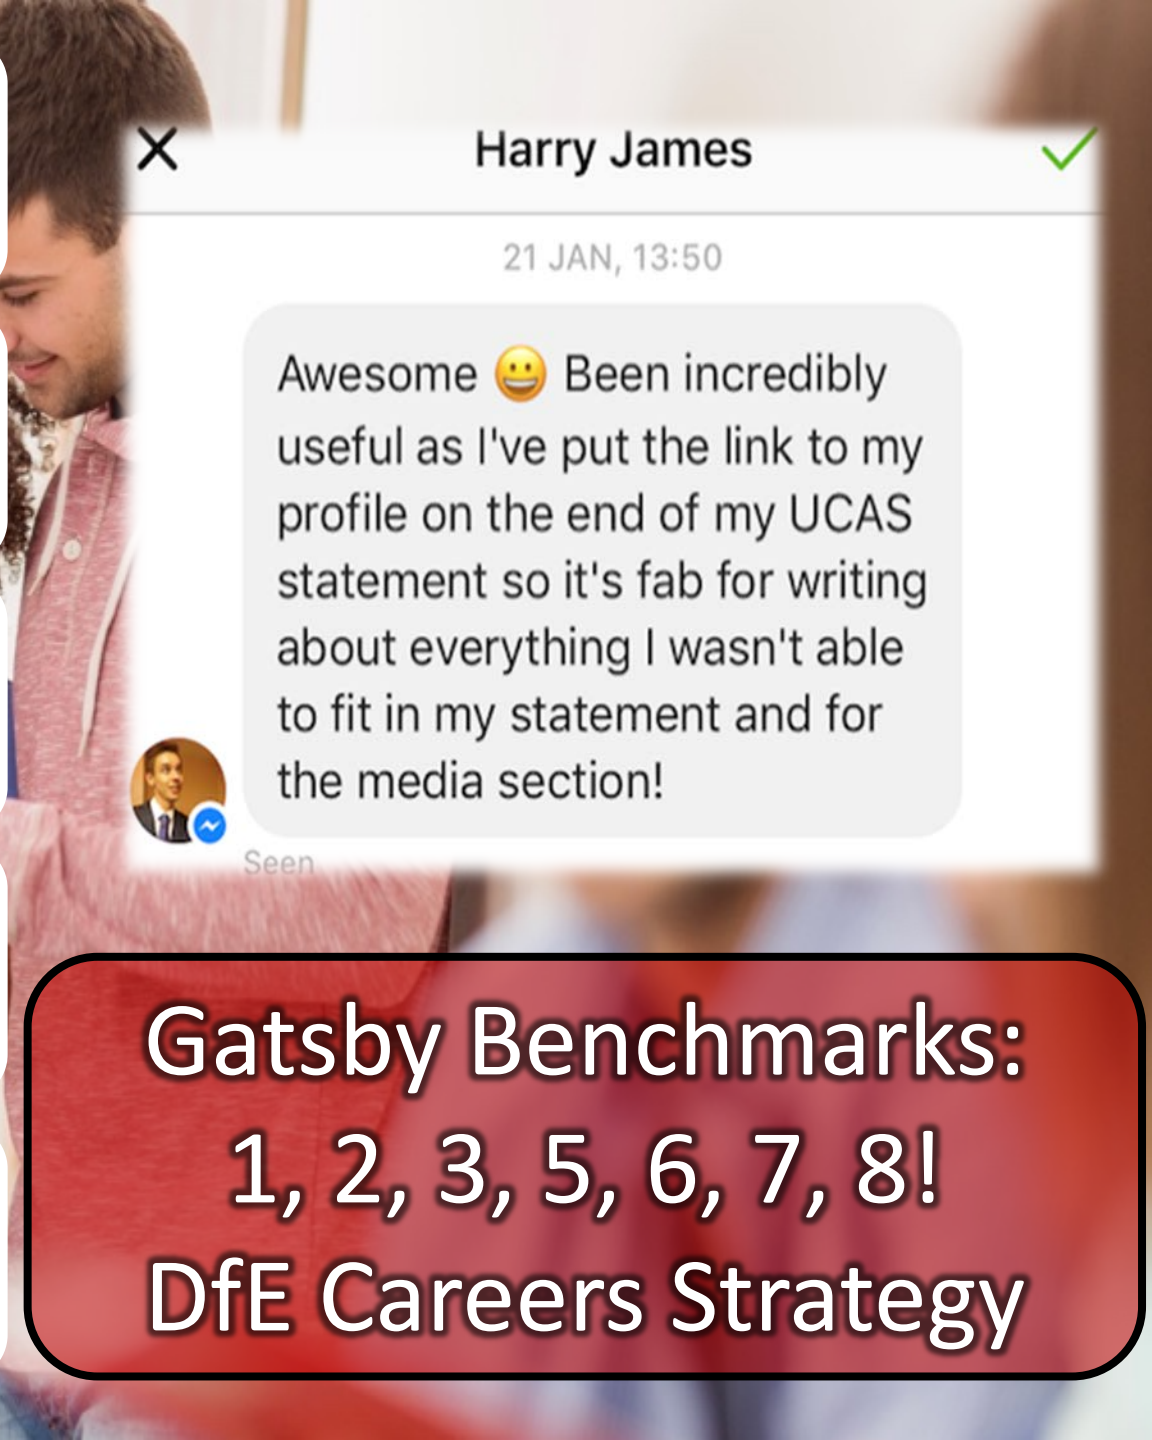 Harry James
21 JAN, 13:50
Awesome 😀 Been incredibly
useful as I've put the link to my
profile on the end of my UCAS
statement so it's fab for writing
about everything I wasn't able
to fit in my statement and for
the media section!
Seen
Gatsby Benchmarks:
1, 2, 3, 5, 6, 7, 8!
DfE Careers Strategy